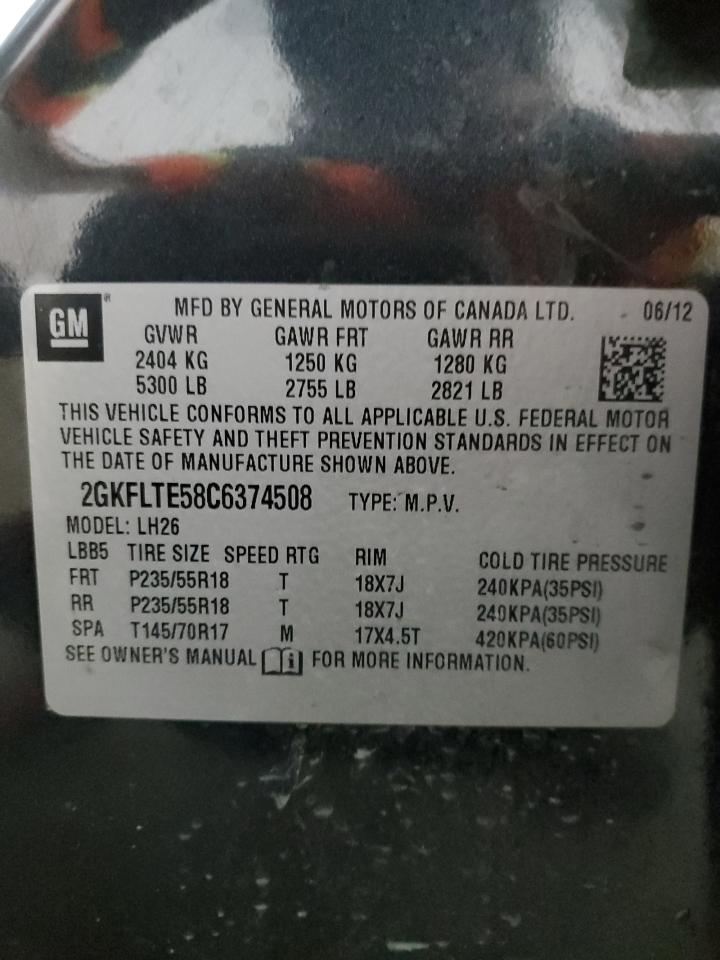 GM ®
MFD BY GENERAL MOTORS OF CANADA LTD. 06/12
GVWR GAWR FRT GAWR RR
2404 KG 1250 KG 1280 KG
5300 LB 2755 LB 2821 LB
THIS VEHICLE CONFORMS TO ALL APPLICABLE U.S. FEDERAL MOTOR
VEHICLE SAFETY AND THEFT PREVENTION STANDARDS IN EFFECT ON
THE DATE OF MANUFACTURE SHOWN ABOVE.
2GKFLTE58C6374508 TYPE: M.P.V.
MODEL: LH26
LBB5 TIRE SIZE SPEED RTG RIM COLD TIRE PRESSURE
FRT P235/55R18 T 18X7J 240KPA(35PSI)
RR P235/55R18 T 18X7J 240KPA(35PSI)
SPA T145/70R17 M 17X4.5T 420KPA(60PSI)
SEE OWNER'S MANUAL FOR MORE INFORMATION.